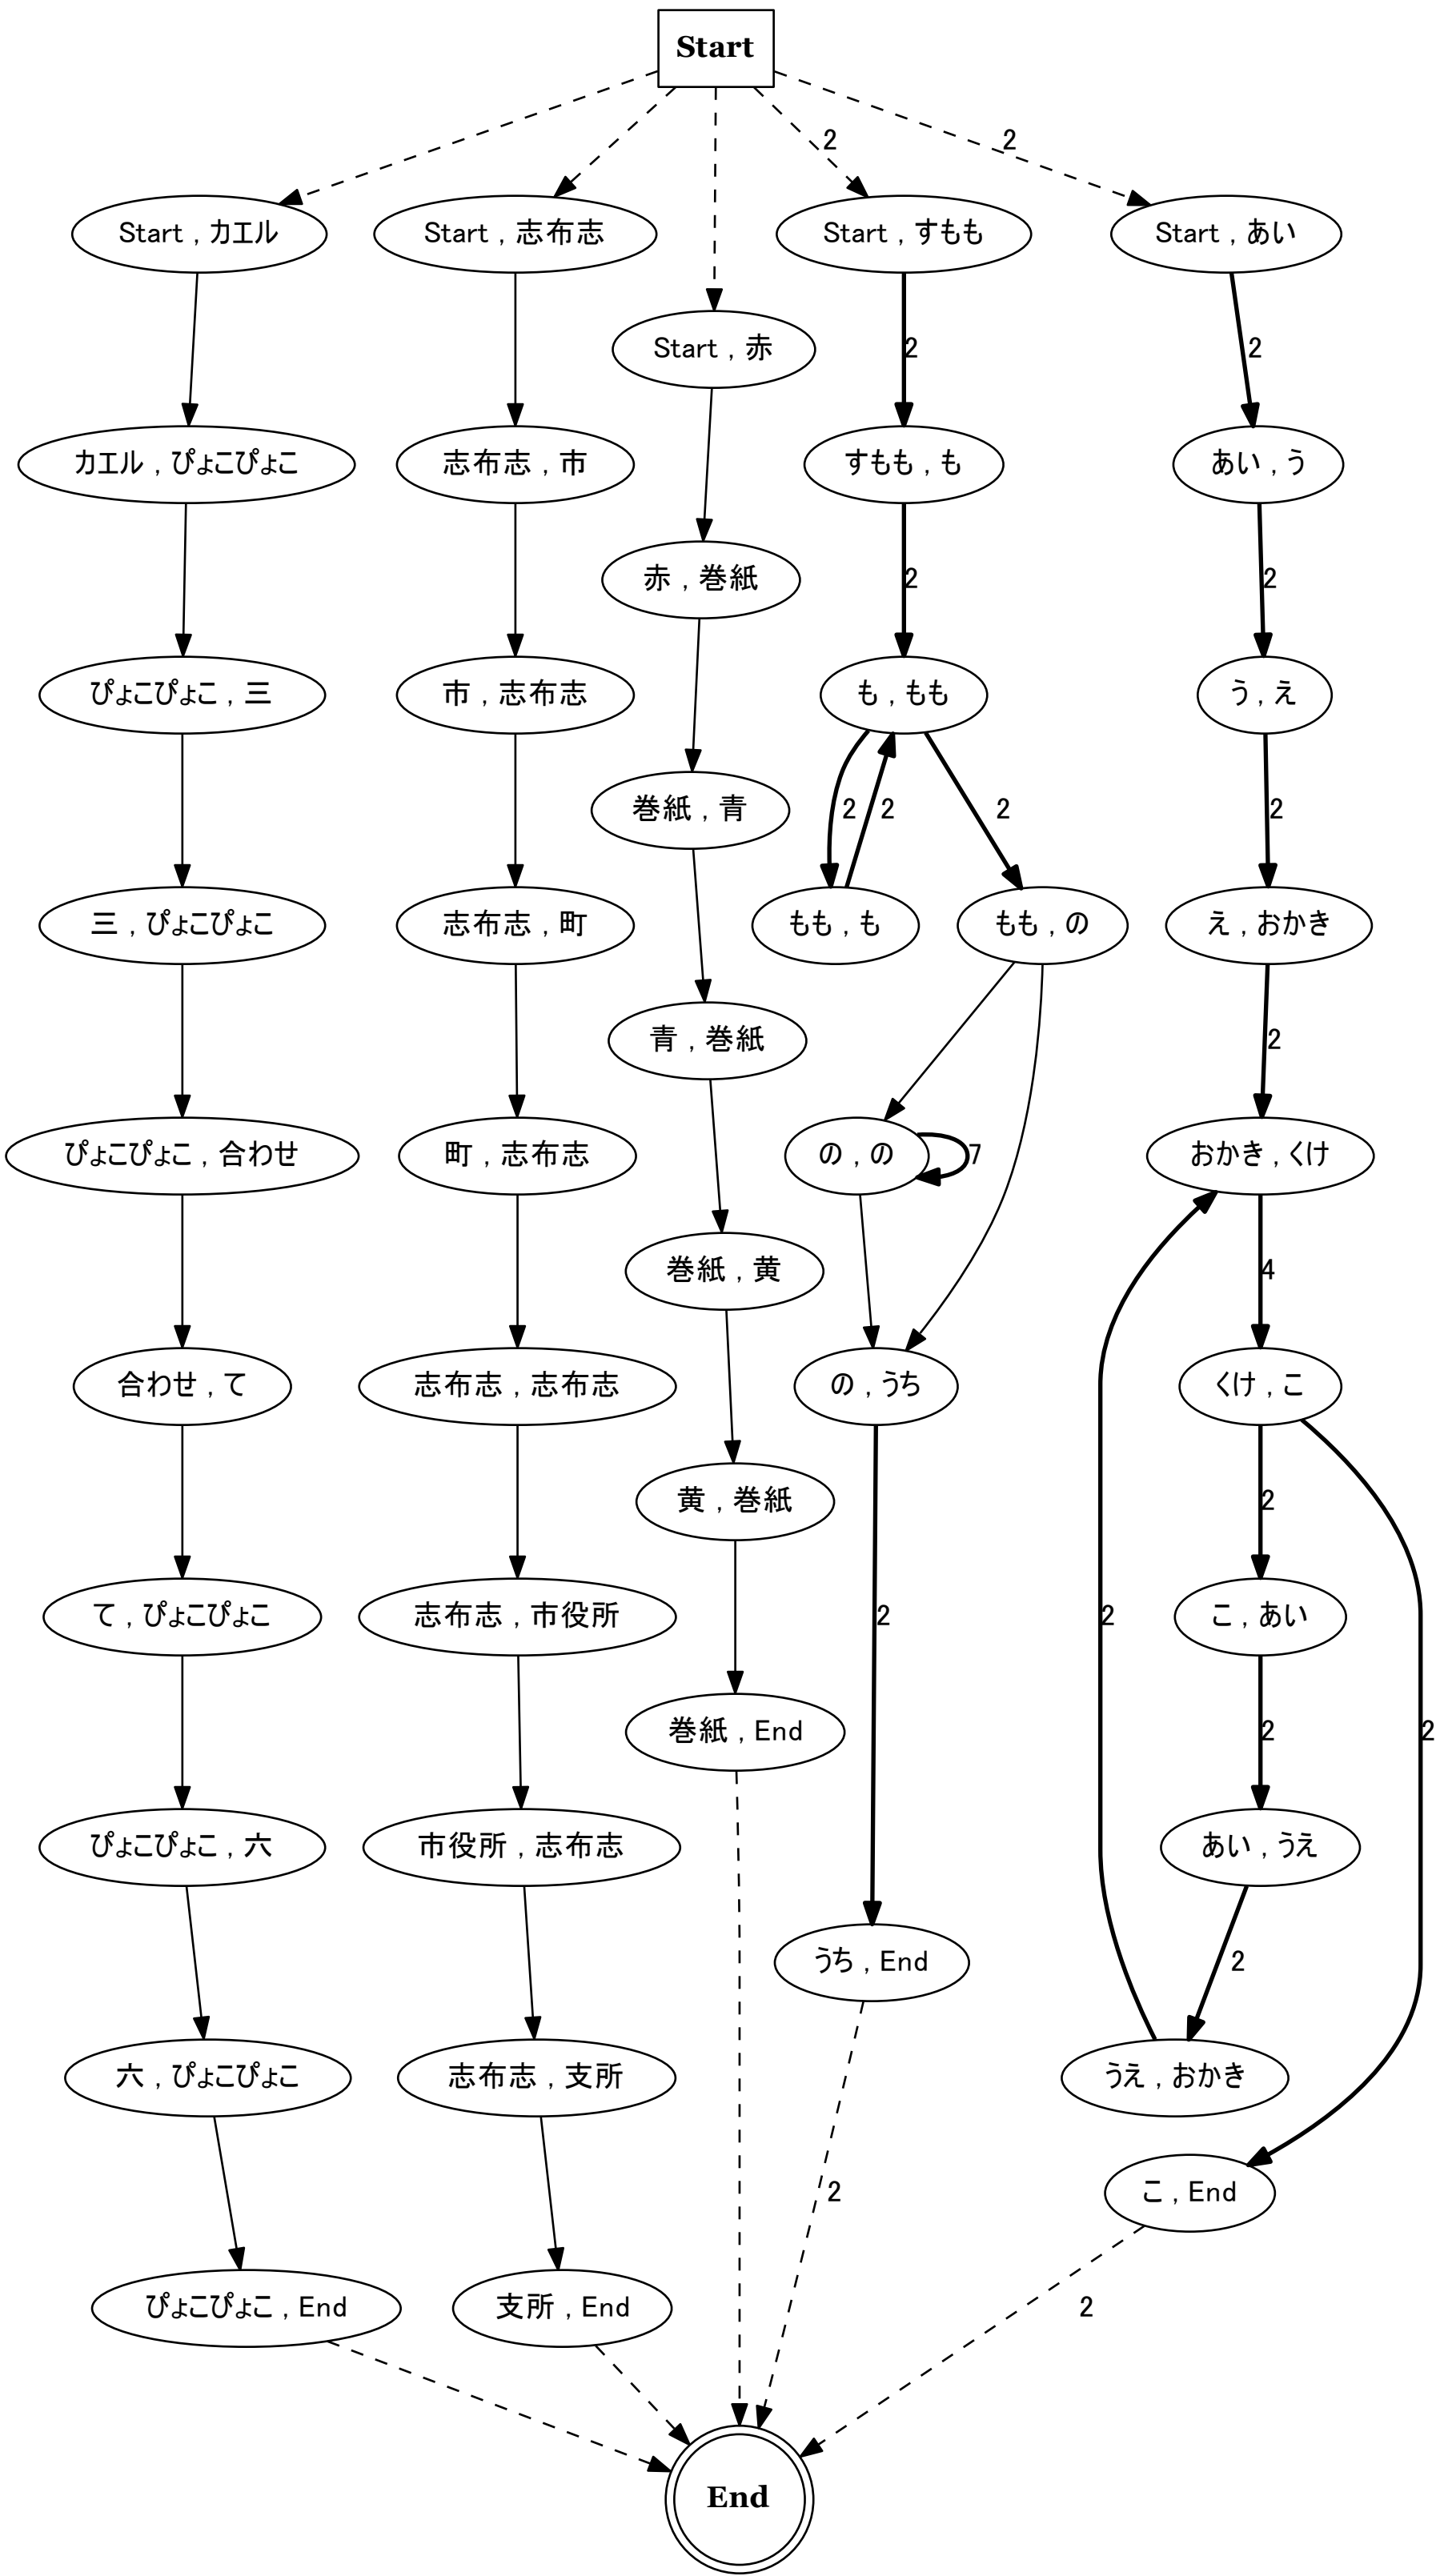 Start
2
2
Start , カエル
Start , 志布志
Start , すもも
Start , あい
Start , 赤
2
2
カエル , ぴょこぴょこ
志布志 , 市
すもも , も
あい , う
赤 , 巻紙
2
2
ぴょこぴょこ , 三
市 , 志布志
も , もも
う , え
巻紙 , 青
2
2
2
2
三 , ぴょこぴょこ
志布志 , 町
もも , も
もも , の
え , おかき
青 , 巻紙
2
ぴょこぴょこ , 合わせ
町 , 志布志
の , の
7
おかき , くけ
巻紙 , 黄
4
合わせ , て
志布志 , 志布志
の , うち
くけ , こ
黄 , 巻紙
2
て , ぴょこぴょこ
志布志 , 市役所
2
2
こ , あい
巻紙 , End
2
2
ぴょこぴょこ , 六
市役所 , 志布志
あい , うえ
うち , End
2
六 , ぴょこぴょこ
志布志 , 支所
うえ , おかき
2
こ , End
ぴょこぴょこ , End
支所 , End
2
End